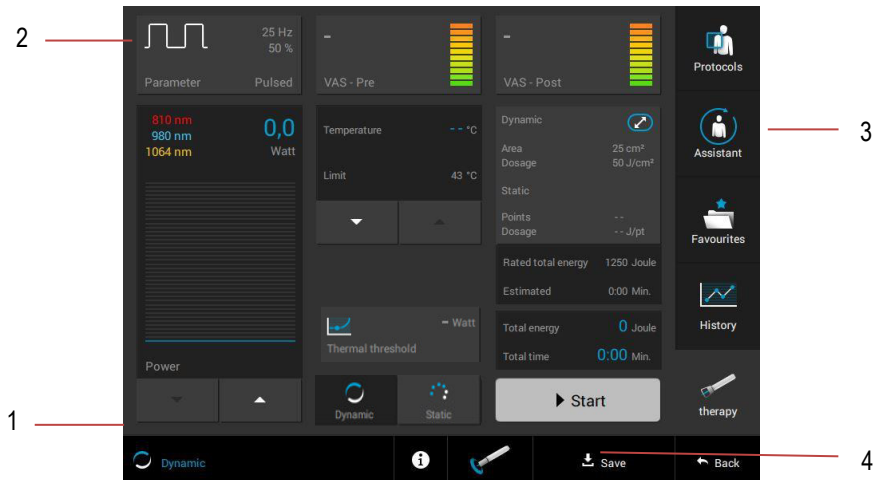 2
25 Hz
50 %
Parameter
Pulsed
-
VAS - Pre
-
VAS - Post
Protocols
810 nm
980 nm
1064 nm
0,0
Watt
Power
Temperature
- - °C
Limit
43 °C
Dynamic
Area
25 cm²
Dosage
50 J/cm²
Static
Points
- -
Dosage
- - J/pt
Rated total energy
1250 Joule
Estimated
0:00 Min.
Total energy
0 Joule
Total time
0:00 Min.
- Watt
Thermal threshold
Dynamic
Static
Start
3
Assistant
Favourites
History
therapy
1
Dynamic
i
Save
Back
4